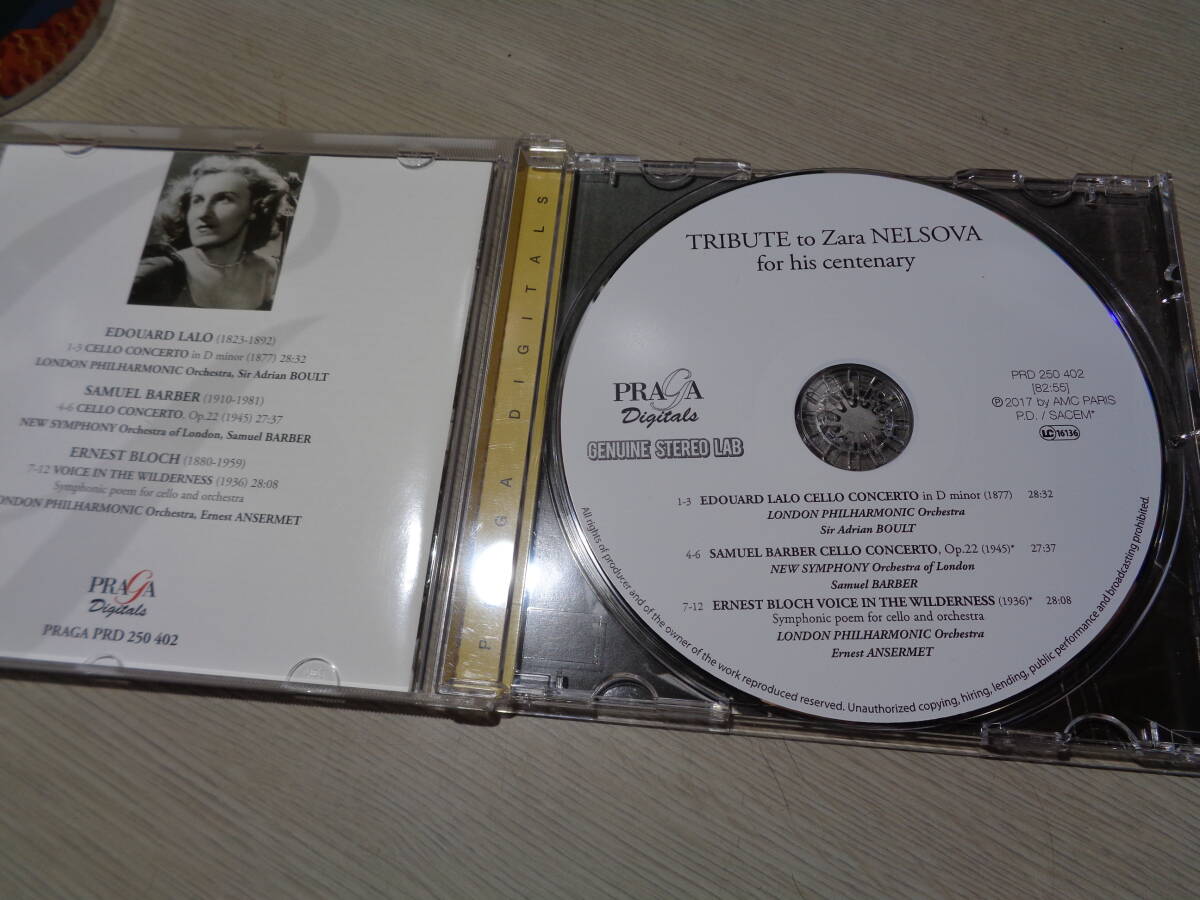 EDOUARD LALO (1823-1892)
1-3 CELLO CONCERTO in D minor (1877) 28:32
LONDON PHILHARMONIC Orchestra, Sir Adrian BOULT
SAMUEL BARBER (1910-1981)
4-6 CELLO CONCERTO, Op.22 (1945) 27:37
NEW SYMPHONY Orchestra of London, Samuel BARBER
ERNEST BLOCH (1880-1959)
7-12 VOICE IN THE WILDERNESS (1936) 28:08
Symphonic poem for cello and orchestra
ONDON PHILHARMONIC Orchestra, Ernest ANSERMET
PRAGA
Digitals
PRAGA PRD 250 402
PRAGA DIGITALS
TRIBUTE to Zara NELSOVA
for his centenary
PRAGA
Digitals
GENUINE STEREO LAB
PRD 250 402
[82:55]
℗ 2017 by AMC PARIS
P.D. / SACEM*
LC 16136
1-3 EDOUARD LALO CELLO CONCERTO in D minor (1877) 28:32
LONDON PHILHARMONIC Orchestra
Sir Adrian BOULT
4-6 SAMUEL BARBER CELLO CONCERTO, Op.22 (1945)* 27:37
NEW SYMPHONY Orchestra of London
Samuel BARBER
7-12 ERNEST BLOCH VOICE IN THE WILDERNESS (1936)* 28:08
Symphonic poem for cello and orchestra
LONDON PHILHARMONIC Orchestra
Ernest ANSERMET
All rights of producer and of the owner of the work reproduced reserved. Unauthorized copying, hiring, lending, public performance and broadcasting prohibited.